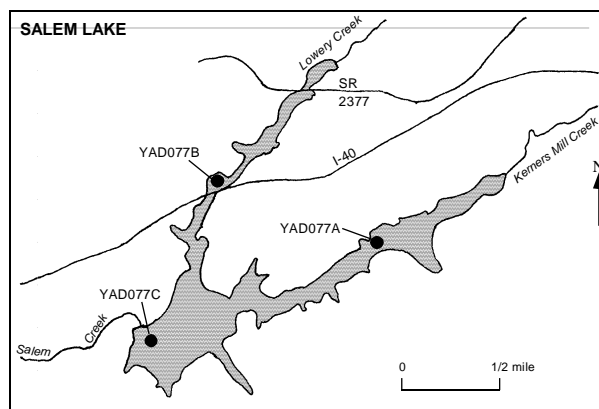 SALEM LAKE
Lowery Creek
SR
2377
YAD077B
I-40
Kerners Mill Creek
N
YAD077A
YAD077C
Salem Creek
0 1/2 mile